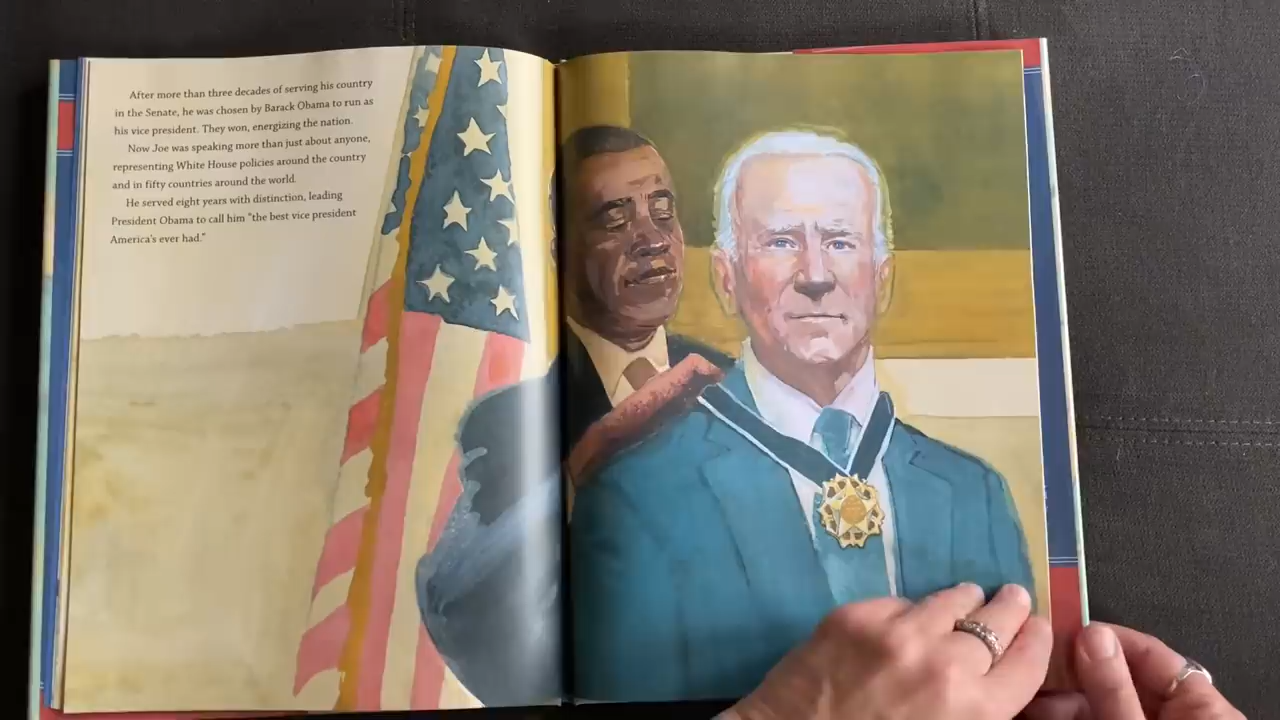 After more than three decades of serving his country
in the Senate, he was chosen by Barack Obama to run as
his vice president. They won, energizing the nation.
Now Joe was speaking more than just about anyone,
representing White House policies around the country
and in fifty countries around the world.
He served eight years with distinction, leading
President Obama to call him "the best vice president
America's ever had."